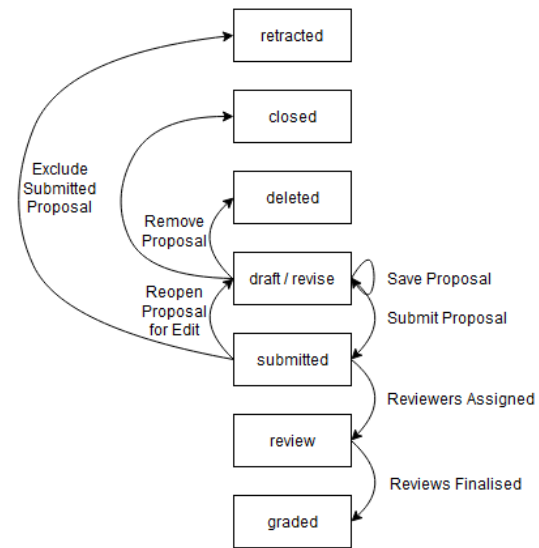 retracted
closed
Exclude
Submitted
Proposal
deleted
Remove
Proposal
draft / revise
Save Proposal
Reopen
Proposal
for Edit
Submit Proposal
submitted
Reviewers Assigned
review
Reviews Finalised
graded